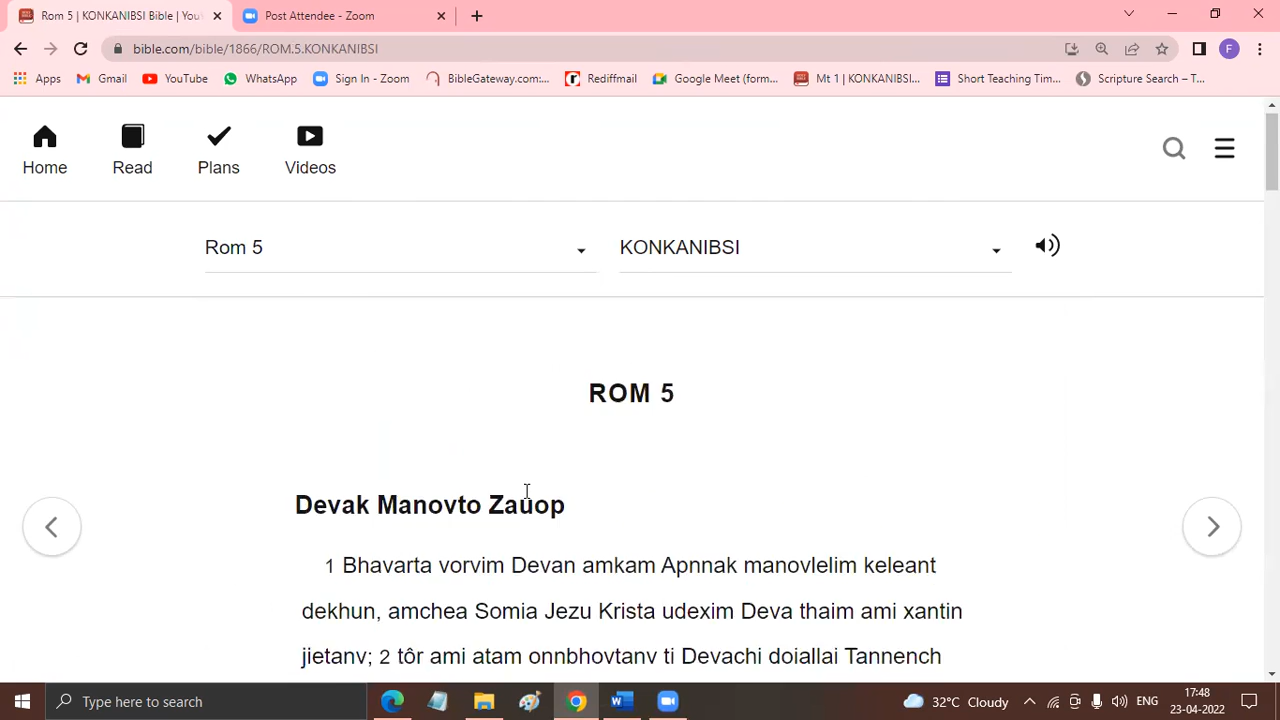 Rom 5 | KONKANIBSI Bible | You
Post Attendee - Zoom
bible.com/bible/1866/ROM.5.KONKANIBSI
Apps
Gmail
YouTube
WhatsApp
Sign In - Zoom
BibleGateway.com:...
Rediffmail
Google Meet (form...
Mt 1 | KONKANIBSI...
Short Teaching Tim...
Scripture Search – T...
F
Home
Read
Plans
Videos
Rom 5
KONKANIBSI
ROM 5
Devak Manovto Zauop
1 Bhavarta vorvim Devan amkam Apnnak manovlelim keleant
dekhun, amchea Somia Jezu Krista udexim Deva thaim ami xantin
jietanv; 2 tôr ami atam onnbhovtanv ti Devachi doiallai Tannench
Type here to search
32°C Cloudy
ENG
17:48
23-04-2022